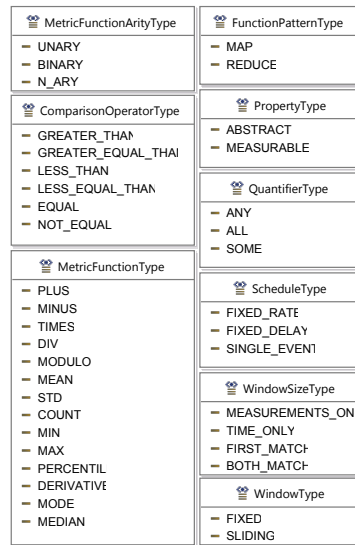 MetricFunctionArityType
UNARY
BINARY
N_ARY
ComparisonOperatorType
GREATER_THAN
GREATER_EQUAL_THAI
LESS_THAN
LESS_EQUAL_THAN
EQUAL
NOT_EQUAL
MetricFunctionType
PLUS
MINUS
TIMES
DIV
MODULO
MEAN
STD
COUNT
MIN
MAX
PERCENTIL
DERIVATIVE
MODE
MEDIAN
FunctionPatternType
MAP
REDUCE
PropertyType
ABSTRACT
MEASURABLE
QuantifierType
ANY
ALL
SOME
ScheduleType
FIXED_RATE
FIXED_DELAY
SINGLE_EVENT
WindowSizeType
MEASUREMENTS_ON
TIME_ONLY
FIRST_MATCH
BOTH_MATCH
WindowType
FIXED
SLIDING